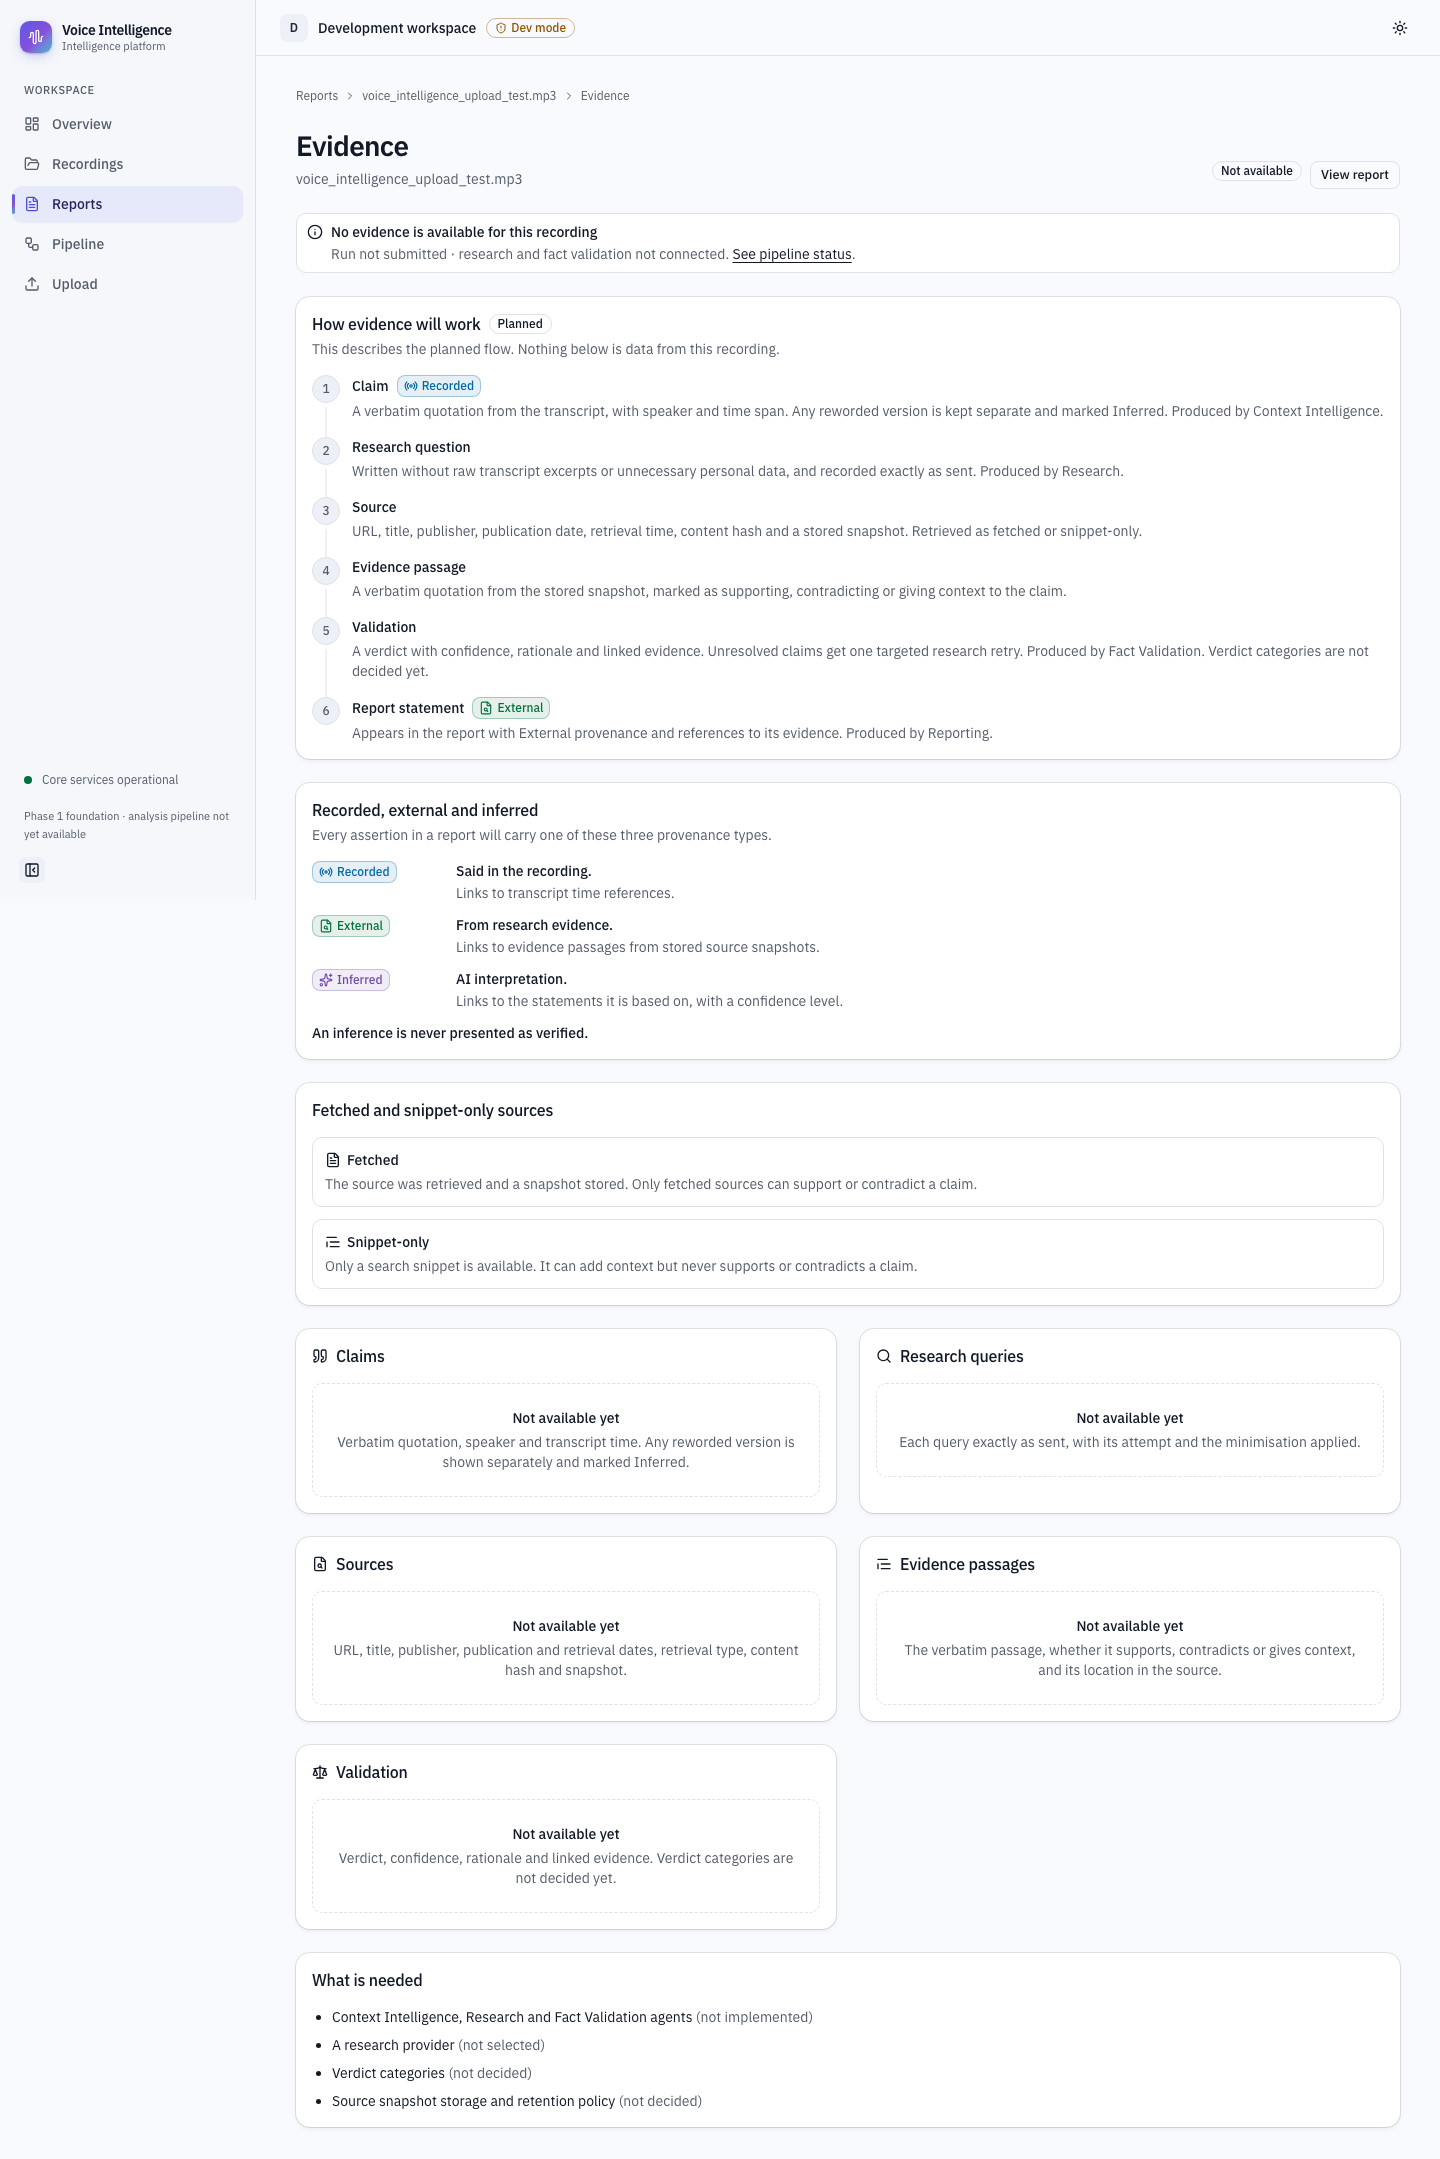 Voice Intelligence
Intelligence platform
WORKSPACE
Overview
Recordings
Reports
Pipeline
Upload
Core services operational
Phase 1 foundation · analysis pipeline not
yet available
D Development workspace Dev mode
Reports > voice_intelligence_upload_test.mp3 > Evidence
Evidence
voice_intelligence_upload_test.mp3
Not available View report
No evidence is available for this recording
Run not submitted · research and fact validation not connected. See pipeline status.
How evidence will work Planned
This describes the planned flow. Nothing below is data from this recording.
1 Claim Recorded
A verbatim quotation from the transcript, with speaker and time span. Any reworded version is kept separate and marked Inferred. Produced by Context Intelligence.
2 Research question
Written without raw transcript excerpts or unnecessary personal data, and recorded exactly as sent. Produced by Research.
3 Source
URL, title, publisher, publication date, retrieval time, content hash and a stored snapshot. Retrieved as fetched or snippet-only.
4 Evidence passage
A verbatim quotation from the stored snapshot, marked as supporting, contradicting or giving context to the claim.
5 Validation
A verdict with confidence, rationale and linked evidence. Unresolved claims get one targeted research retry. Produced by Fact Validation. Verdict categories are not
decided yet.
6 Report statement External
Appears in the report with External provenance and references to its evidence. Produced by Reporting.
Recorded, external and inferred
Every assertion in a report will carry one of these three provenance types.
Recorded Said in the recording.
Links to transcript time references.
External From research evidence.
Links to evidence passages from stored source snapshots.
Inferred AI interpretation.
Links to the statements it is based on, with a confidence level.
An inference is never presented as verified.
Fetched and snippet-only sources
Fetched
The source was retrieved and a snapshot stored. Only fetched sources can support or contradict a claim.
Snippet-only
Only a search snippet is available. It can add context but never supports or contradicts a claim.
Claims
Not available yet
Verbatim quotation, speaker and transcript time. Any reworded version is
shown separately and marked Inferred.
Research queries
Not available yet
Each query exactly as sent, with its attempt and the minimisation applied.
Sources
Not available yet
URL, title, publisher, publication and retrieval dates, retrieval type, content
hash and snapshot.
Evidence passages
Not available yet
The verbatim passage, whether it supports, contradicts or gives context,
and its location in the source.
Validation
Not available yet
Verdict, confidence, rationale and linked evidence. Verdict categories are
not decided yet.
What is needed
• Context Intelligence, Research and Fact Validation agents (not implemented)
• A research provider (not selected)
• Verdict categories (not decided)
• Source snapshot storage and retention policy (not decided)